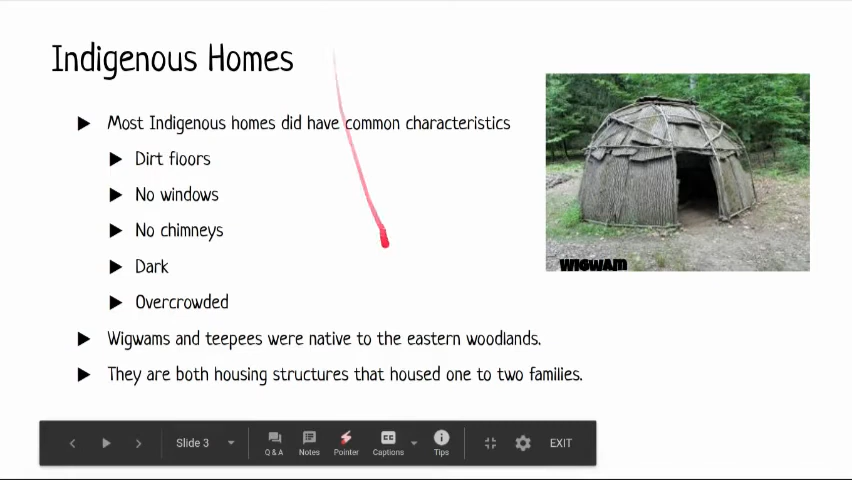 Indigenous Homes
Most Indigenous homes did have common characteristics
Dirt floors
No windows
No chimneys
Dark
Overcrowded
Wigwams and teepees were native to the eastern woodlands.
They are both housing structures that housed one to two families.
WIGWAM
Slide 3
Q & A
Notes
Pointer
CC
Captions
Tips
EXIT